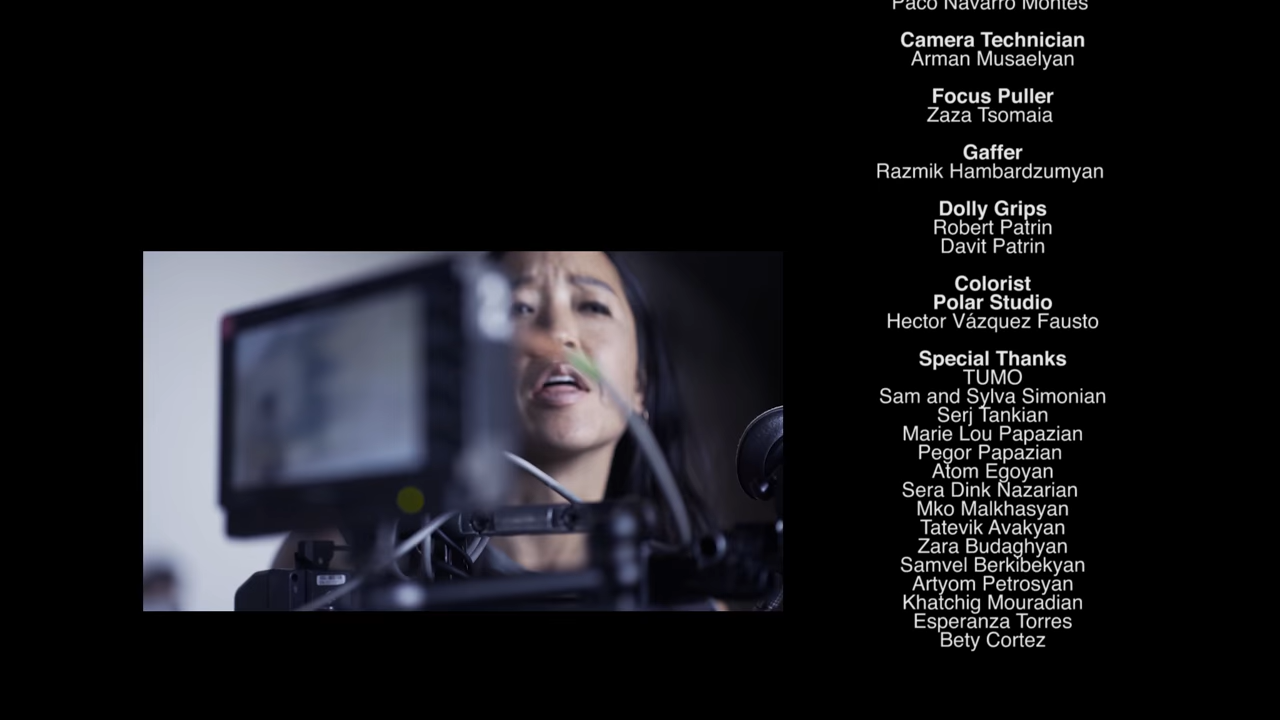 Paco Navarro Montes
Camera Technician
Arman Musaelyan
Focus Puller
Zaza Tsomaia
Gaffer
Razmik Hambardzumyan
Dolly Grips
Robert Patrin
Davit Patrin
Colorist
Polar Studio
Hector Vázquez Fausto
Special Thanks
TUMO
Sam and Sylva Simonian
Serj Tankian
Marie Lou Papazian
Pegor Papazian
Atom Egoyan
Sera Dink Nazarian
Mko Malkhasyan
Tatevik Avakyan
Zara Budaghyan
Samvel Berkibekyan
Artyom Petrosyan
Khatchig Mouradian
Esperanza Torres
Bety Cortez